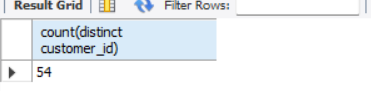 Result Grid Filter Rows:
count(distinct
customer_id)
54